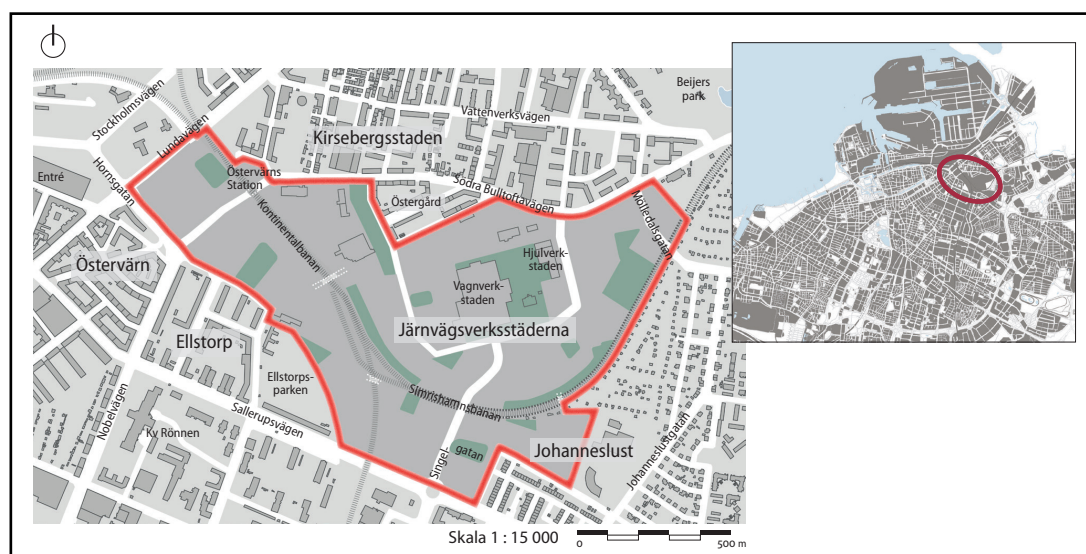 Beijers
park
Stockholmsvägen
Vattenverksvägen
Lundavägen
Kirsebergsstaden
Entré
Hornsgatan
Östervärns
Station
Södra Bulltoftavägen
Östergård
Mölledalsgatan
Kontinentalbanan
Hjulverk-
staden
Östervärn
Vagnverk-
staden
Järnvägsverksstäderna
Ellstorp
Ellstorps-
parken
Simrishamnsbanan
Nobelvägen
Sallerupsvägen
Kv Rönnen
Singel-
gatan
Johanneslust
Johanneslustgatan
Skala 1 : 15 000
0
500 m